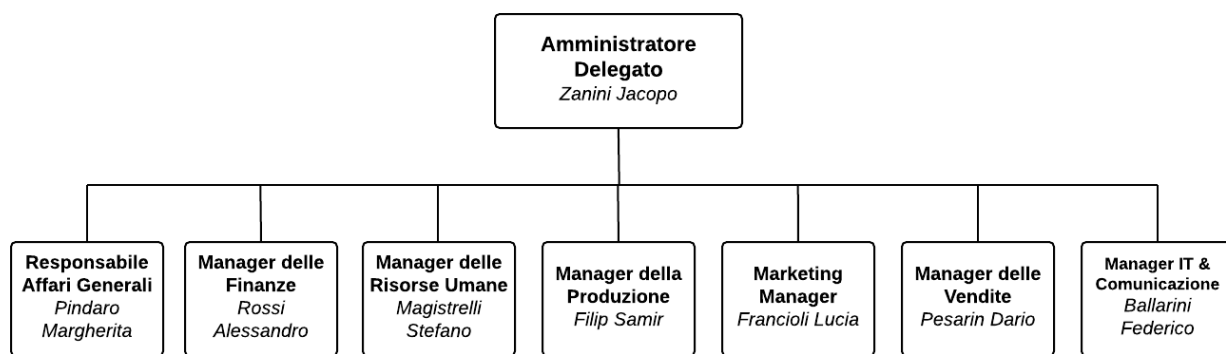 Amministratore
Delegato
Zanini Jacopo
Responsabile
Affari Generali
Pindaro
Margherita
Manager delle
Finanze
Rossi
Alessandro
Manager delle
Risorse Umane
Magistrelli
Stefano
Manager della
Produzione
Filip Samir
Marketing
Manager
Francioli Lucia
Manager delle
Vendite
Pesarin Dario
Manager IT &
Comunicazione
Ballarini
Federico